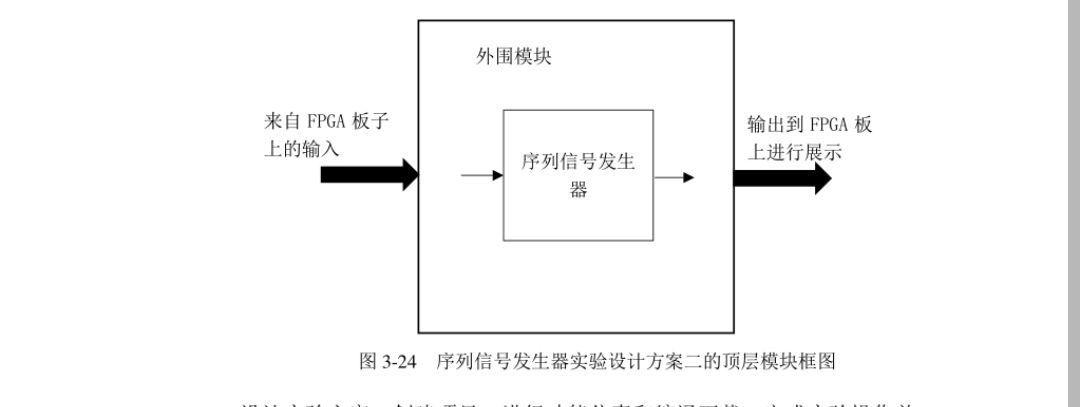 外围模块
来自 FPGA 板子
上的输入
输出到 FPGA 板
上进行展示
序列信号发生
器
图 3-24 序列信号发生器实验设计方案二的顶层模块框图